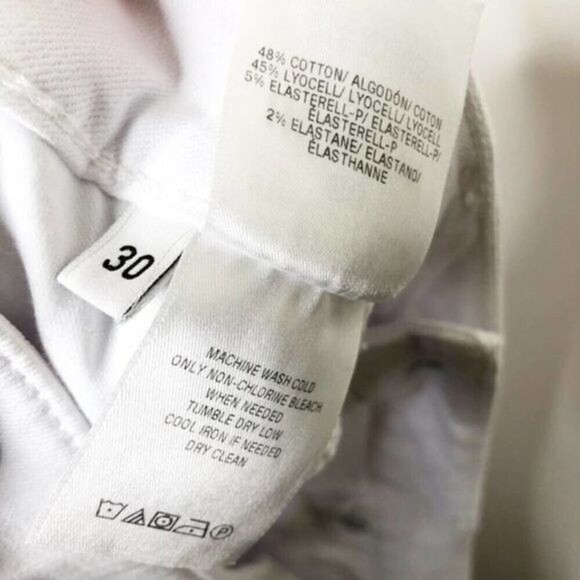 48% COTTON/ ALGODÓN/ COTON
45% LYOCELL/ LYOCELL/ LYOCELL
5% ELASTERELL-P/ ELASTERELL-P/
ÉLASTERELL-P
2% ELASTANE/ ELASTANO/
ÉLASTHANNE
30
MACHINE WASH COLD
ONLY NON-CHLORINE BLEACH
WHEN NEEDED
TUMBLE DRY LOW
COOL IRON IF NEEDED
DRY CLEAN
P